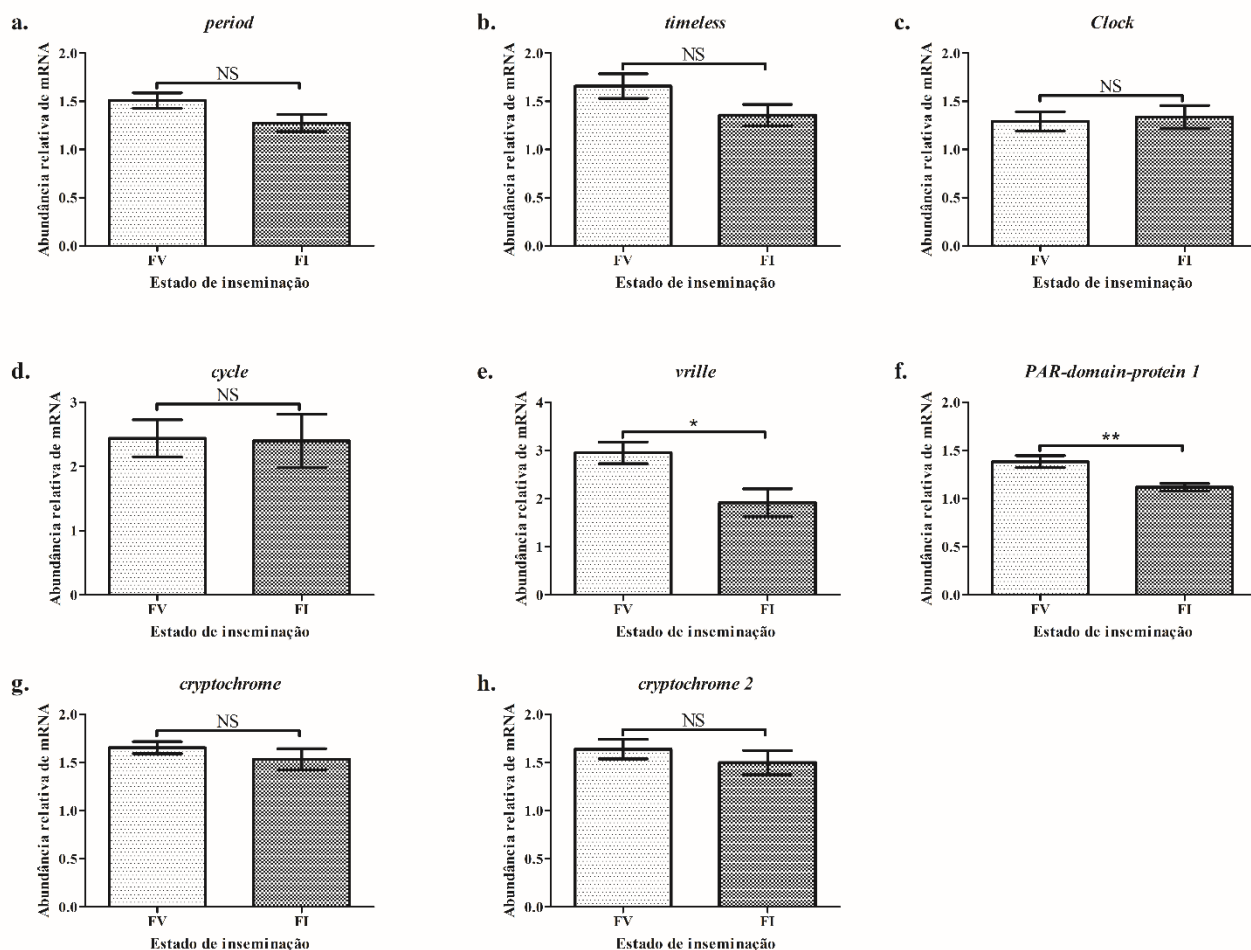 a.
period
Abundância relativa de mRNA
2.0
1.5
1.0
0.5
0.0
NS
FV
FI
Estado de inseminação
b.
timeless
Abundância relativa de mRNA
2.0
1.5
1.0
0.5
0.0
NS
FV
FI
Estado de inseminação
c.
Clock
Abundância relativa de mRNA
2.0
1.5
1.0
0.5
0.0
NS
FV
FI
Estado de inseminação
d.
cycle
Abundância relativa de mRNA
3
2
1
0
NS
FV
FI
Estado de inseminação
e.
vrille
Abundância relativa de mRNA
4
3
2
1
0
*
FV
FI
Estado de inseminação
f.
PAR-domain-protein 1
Abundância relativa de mRNA
2.0
1.5
1.0
0.5
0.0
**
FV
FI
Estado de inseminação
g.
cryptochrome
Abundância relativa de mRNA
2.0
1.5
1.0
0.5
0.0
NS
FV
FI
Estado de inseminação
h.
cryptochrome 2
Abundância relativa de mRNA
2.0
1.5
1.0
0.5
0.0
NS
FV
FI
Estado de inseminação